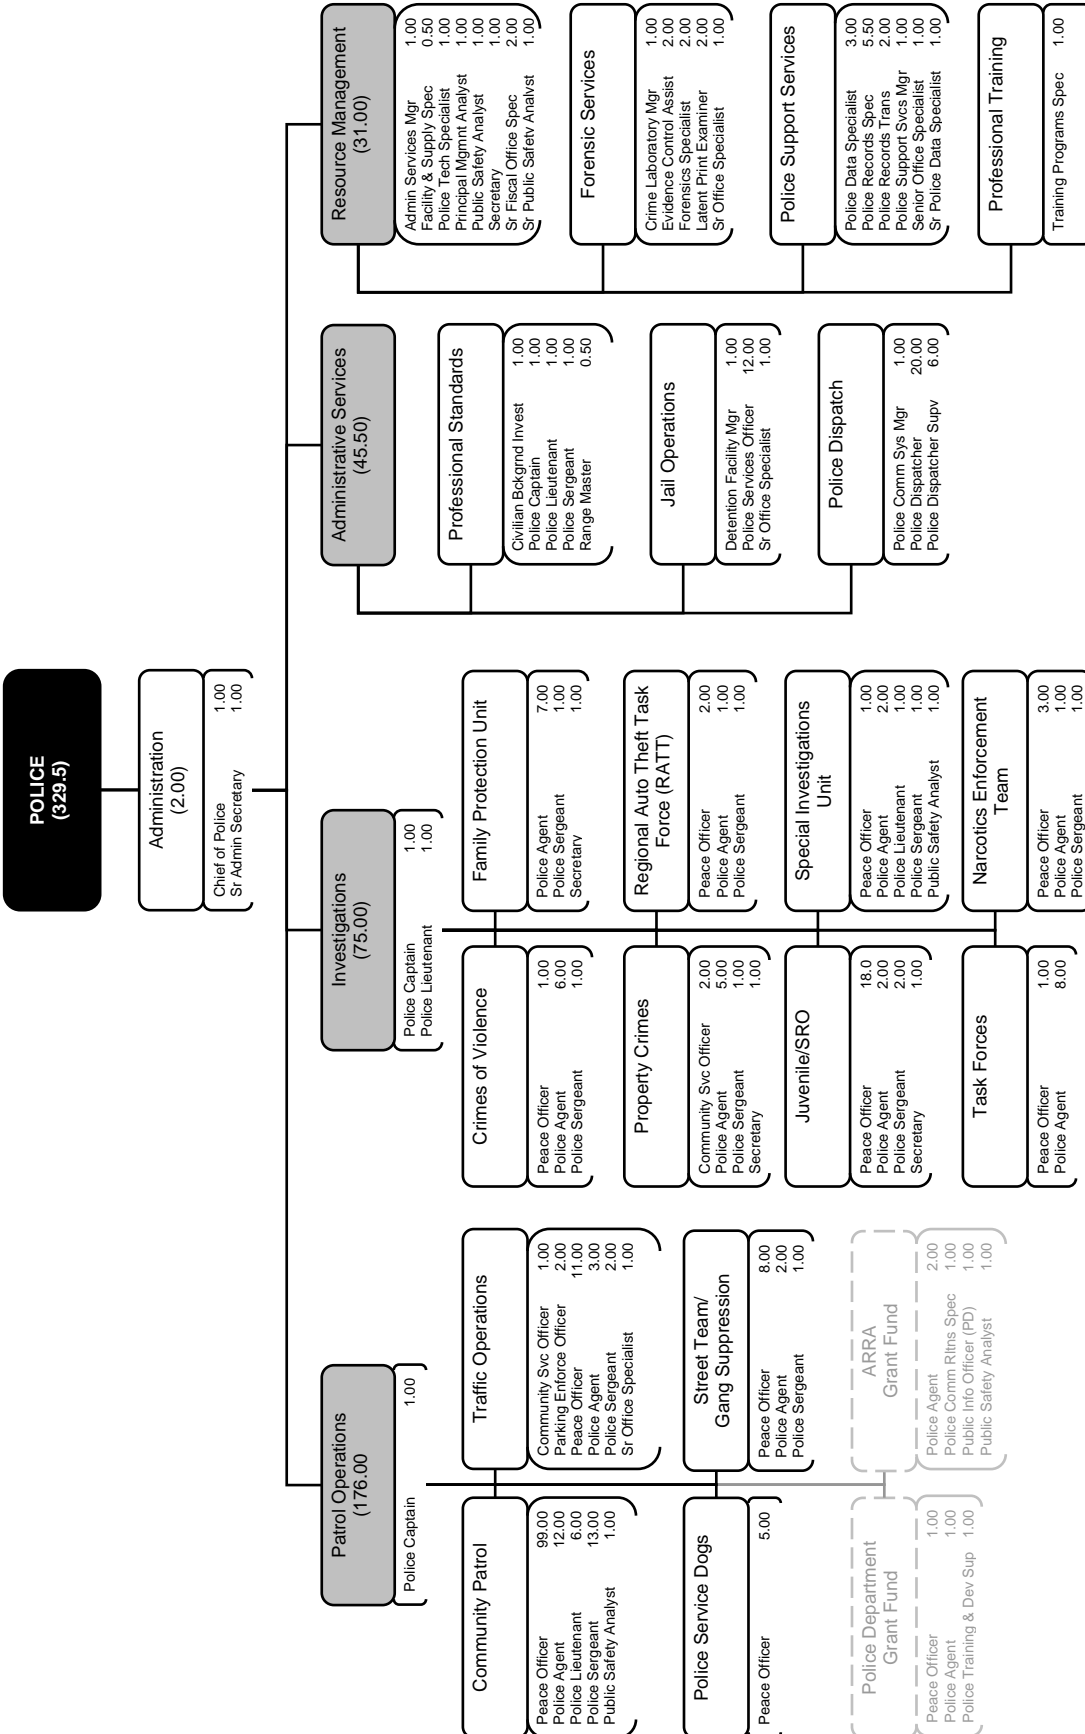 POLICE
(329.5)
Administration
(2.00)
Chief of Police 1.00
Sr Admin Secretary 1.00
Patrol Operations
(176.00
Police Captain 1.00
Community Patrol
Peace Officer 99.00
Police Agent 12.00
Police Lieutenant 6.00
Police Sergeant 13.00
Public Safety Analyst 1.00
Traffic Operations
Community Svc Officer 1.00
Parking Enforce Officer 2.00
Peace Officer 11.00
Police Agent 3.00
Police Sergeant 2.00
Sr Office Specialist 1.00
Police Service Dogs
Peace Officer 5.00
Street Team/
Gang Suppression
Peace Officer 8.00
Police Agent 2.00
Police Sergeant 1.00
Police Department
Grant Fund
Peace Officer 1.00
Police Agent 1.00
Police Training & Dev Sup 1.00
ARRA
Grant Fund
Police Agent 2.00
Police Comm Rltns Spec 1.00
Public Info Officer (PD) 1.00
Public Safety Analyst 1.00
Investigations
(75.00)
Police Captain 1.00
Police Lieutenant 1.00
Crimes of Violence
Peace Officer 1.00
Police Agent 6.00
Police Sergeant 1.00
Family Protection Unit
Police Agent 7.00
Police Sergeant 1.00
Secretary 1.00
Property Crimes
Community Svc Officer 2.00
Police Agent 5.00
Police Sergeant 1.00
Secretary 1.00
Regional Auto Theft Task
Force (RATT)
Peace Officer 2.00
Police Agent 1.00
Police Sergeant 1.00
Juvenile/SRO
Peace Officer 18.00
Police Agent 2.00
Police Sergeant 2.00
Secretary 1.00
Special Investigations
Unit
Peace Officer 1.00
Police Agent 2.00
Police Lieutenant 1.00
Police Sergeant 1.00
Public Safety Analyst 1.00
Task Forces
Peace Officer 1.00
Police Agent 8.00
Narcotics Enforcement
Team
Peace Officer 3.00
Police Agent 1.00
Police Sergeant 1.00
Administrative Services
(45.50)
Professional Standards
Civilian Bckgrnd Invest 1.00
Police Captain 1.00
Police Lieutenant 1.00
Police Sergeant 1.00
Range Master 0.50
Jail Operations
Detention Facility Mgr 1.00
Police Services Officer 12.00
Sr Office Specialist 1.00
Police Dispatch
Police Comm Sys Mgr 1.00
Police Dispatcher 20.00
Police Dispatcher Supv 6.00
Resource Management
(31.00)
Admin Services Mgr 1.00
Facility & Supply Spec 0.50
Police Tech Specialist 1.00
Principal Mgmnt Analyst 1.00
Public Safety Analyst 1.00
Secretary 1.00
Sr Fiscal Office Spec 2.00
Sr Public Safety Analyst 1.00
Forensic Services
Crime Laboratory Mgr 1.00
Evidence Control Assist 2.00
Forensics Specialist 2.00
Latent Print Examiner 2.00
Sr Office Specialist 1.00
Police Support Services
Police Data Specialist 3.00
Police Records Spec 5.50
Police Records Trans 2.00
Police Support Svcs Mgr 1.00
Senior Office Specialist 1.00
Sr Police Data Specialist 1.00
Professional Training
Training Programs Spec 1.00